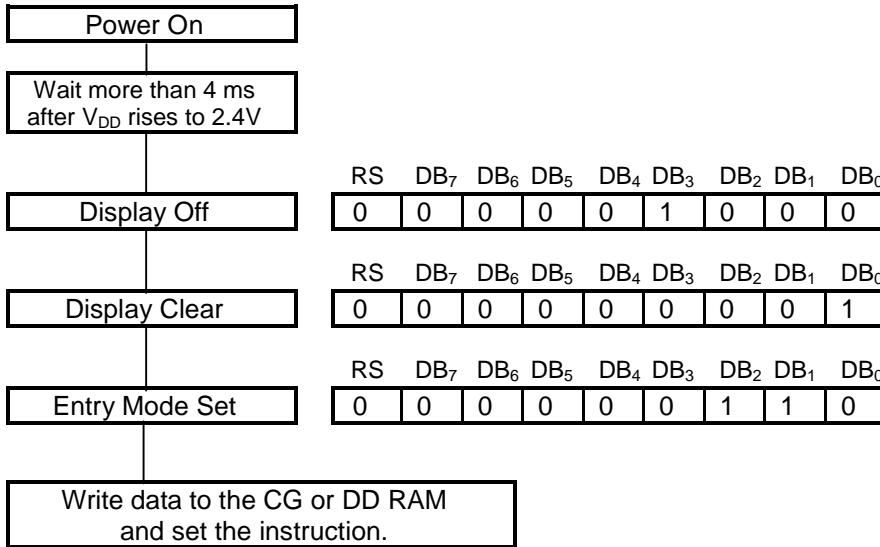 Power On
Wait more than 4 ms
after V_DD rises to 2.4V
RS DB7 DB6 DB5 DB4 DB3 DB2 DB1 DB0
Display Off 0 0 0 0 0 1 0 0 0
RS DB7 DB6 DB5 DB4 DB3 DB2 DB1 DB0
Display Clear 0 0 0 0 0 0 0 0 1
RS DB7 DB6 DB5 DB4 DB3 DB2 DB1 DB0
Entry Mode Set 0 0 0 0 0 0 1 1 0
Write data to the CG or DD RAM
and set the instruction.